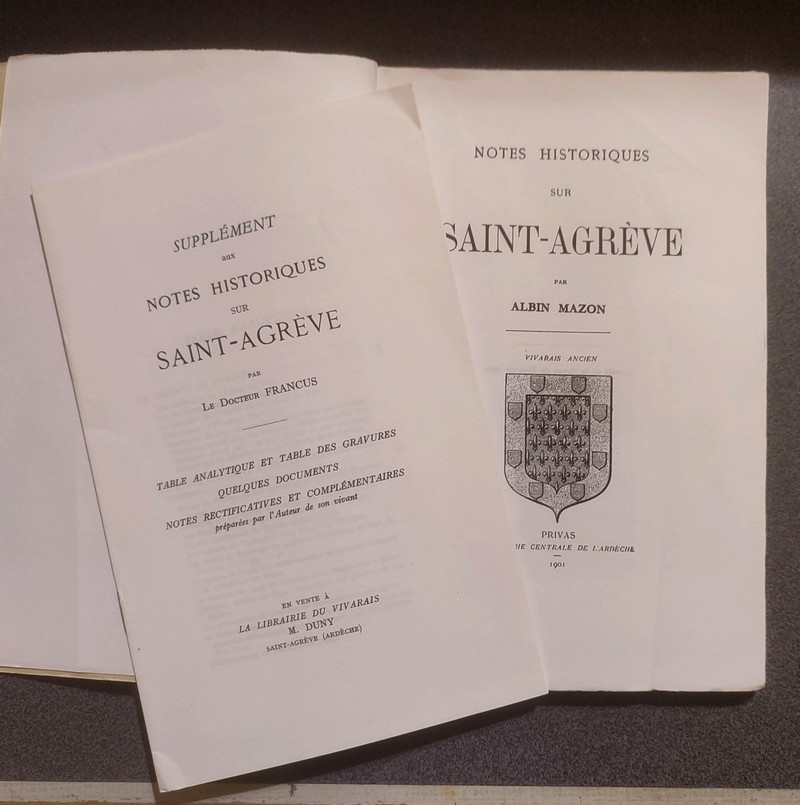 SUPPLÉMENT
aux
NOTES HISTORIQUES
SUR
SAINT-AGRÈVE
PAR
LE DOCTEUR FRANCUS
TABLE ANALYTIQUE ET TABLE DES GRAVURES
QUELQUES DOCUMENTS
NOTES RECTIFICATIVES ET COMPLÉMENTAIRES
préparées par l'Auteur de son vivant
EN VENTE À
LA LIBRAIRIE DU VIVARAIS
M. DUNY
SAINT-AGRÈVE (ARDÈCHE)
NOTES HISTORIQUES
SUR
SAINT-AGRÈVE
PAR
ALBIN MAZON
VIVARAIS ANCIEN
PRIVAS
CENTRALE DE L'ARDÈCHE
1901